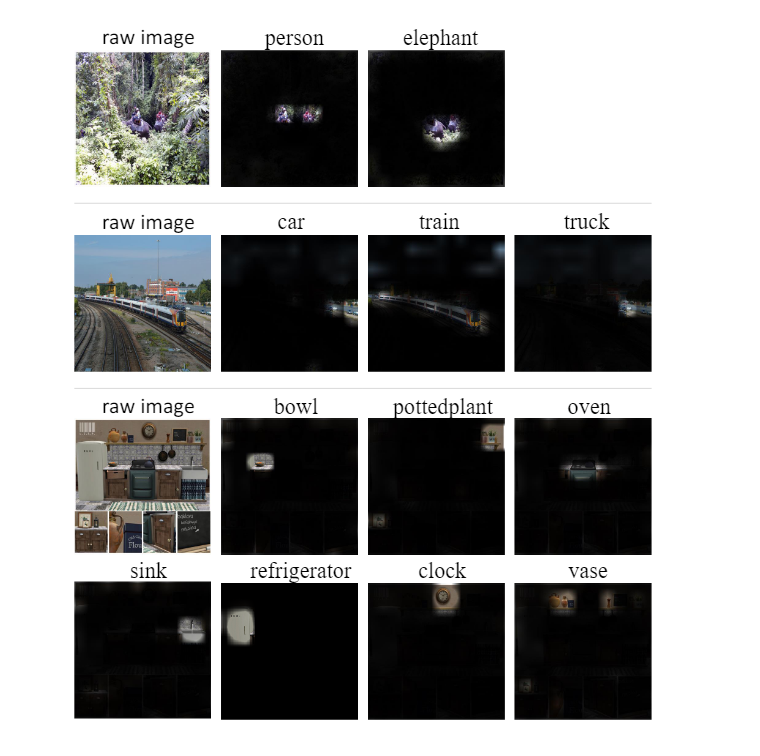 raw image person elephant
raw image car train truck
raw image bowl pottedplant oven
sink refrigerator clock vase